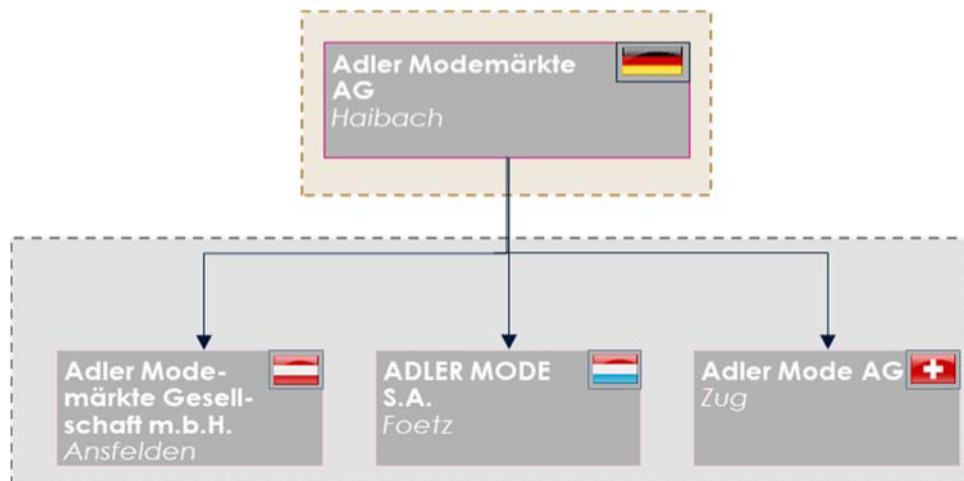 Adler Modemärkte
AG
Haibach
Adler Mode-
märkte Gesell-
schaft m.b.H.
Ansfelden
ADLER MODE
S.A.
Foetz
Adler Mode AG
Zug